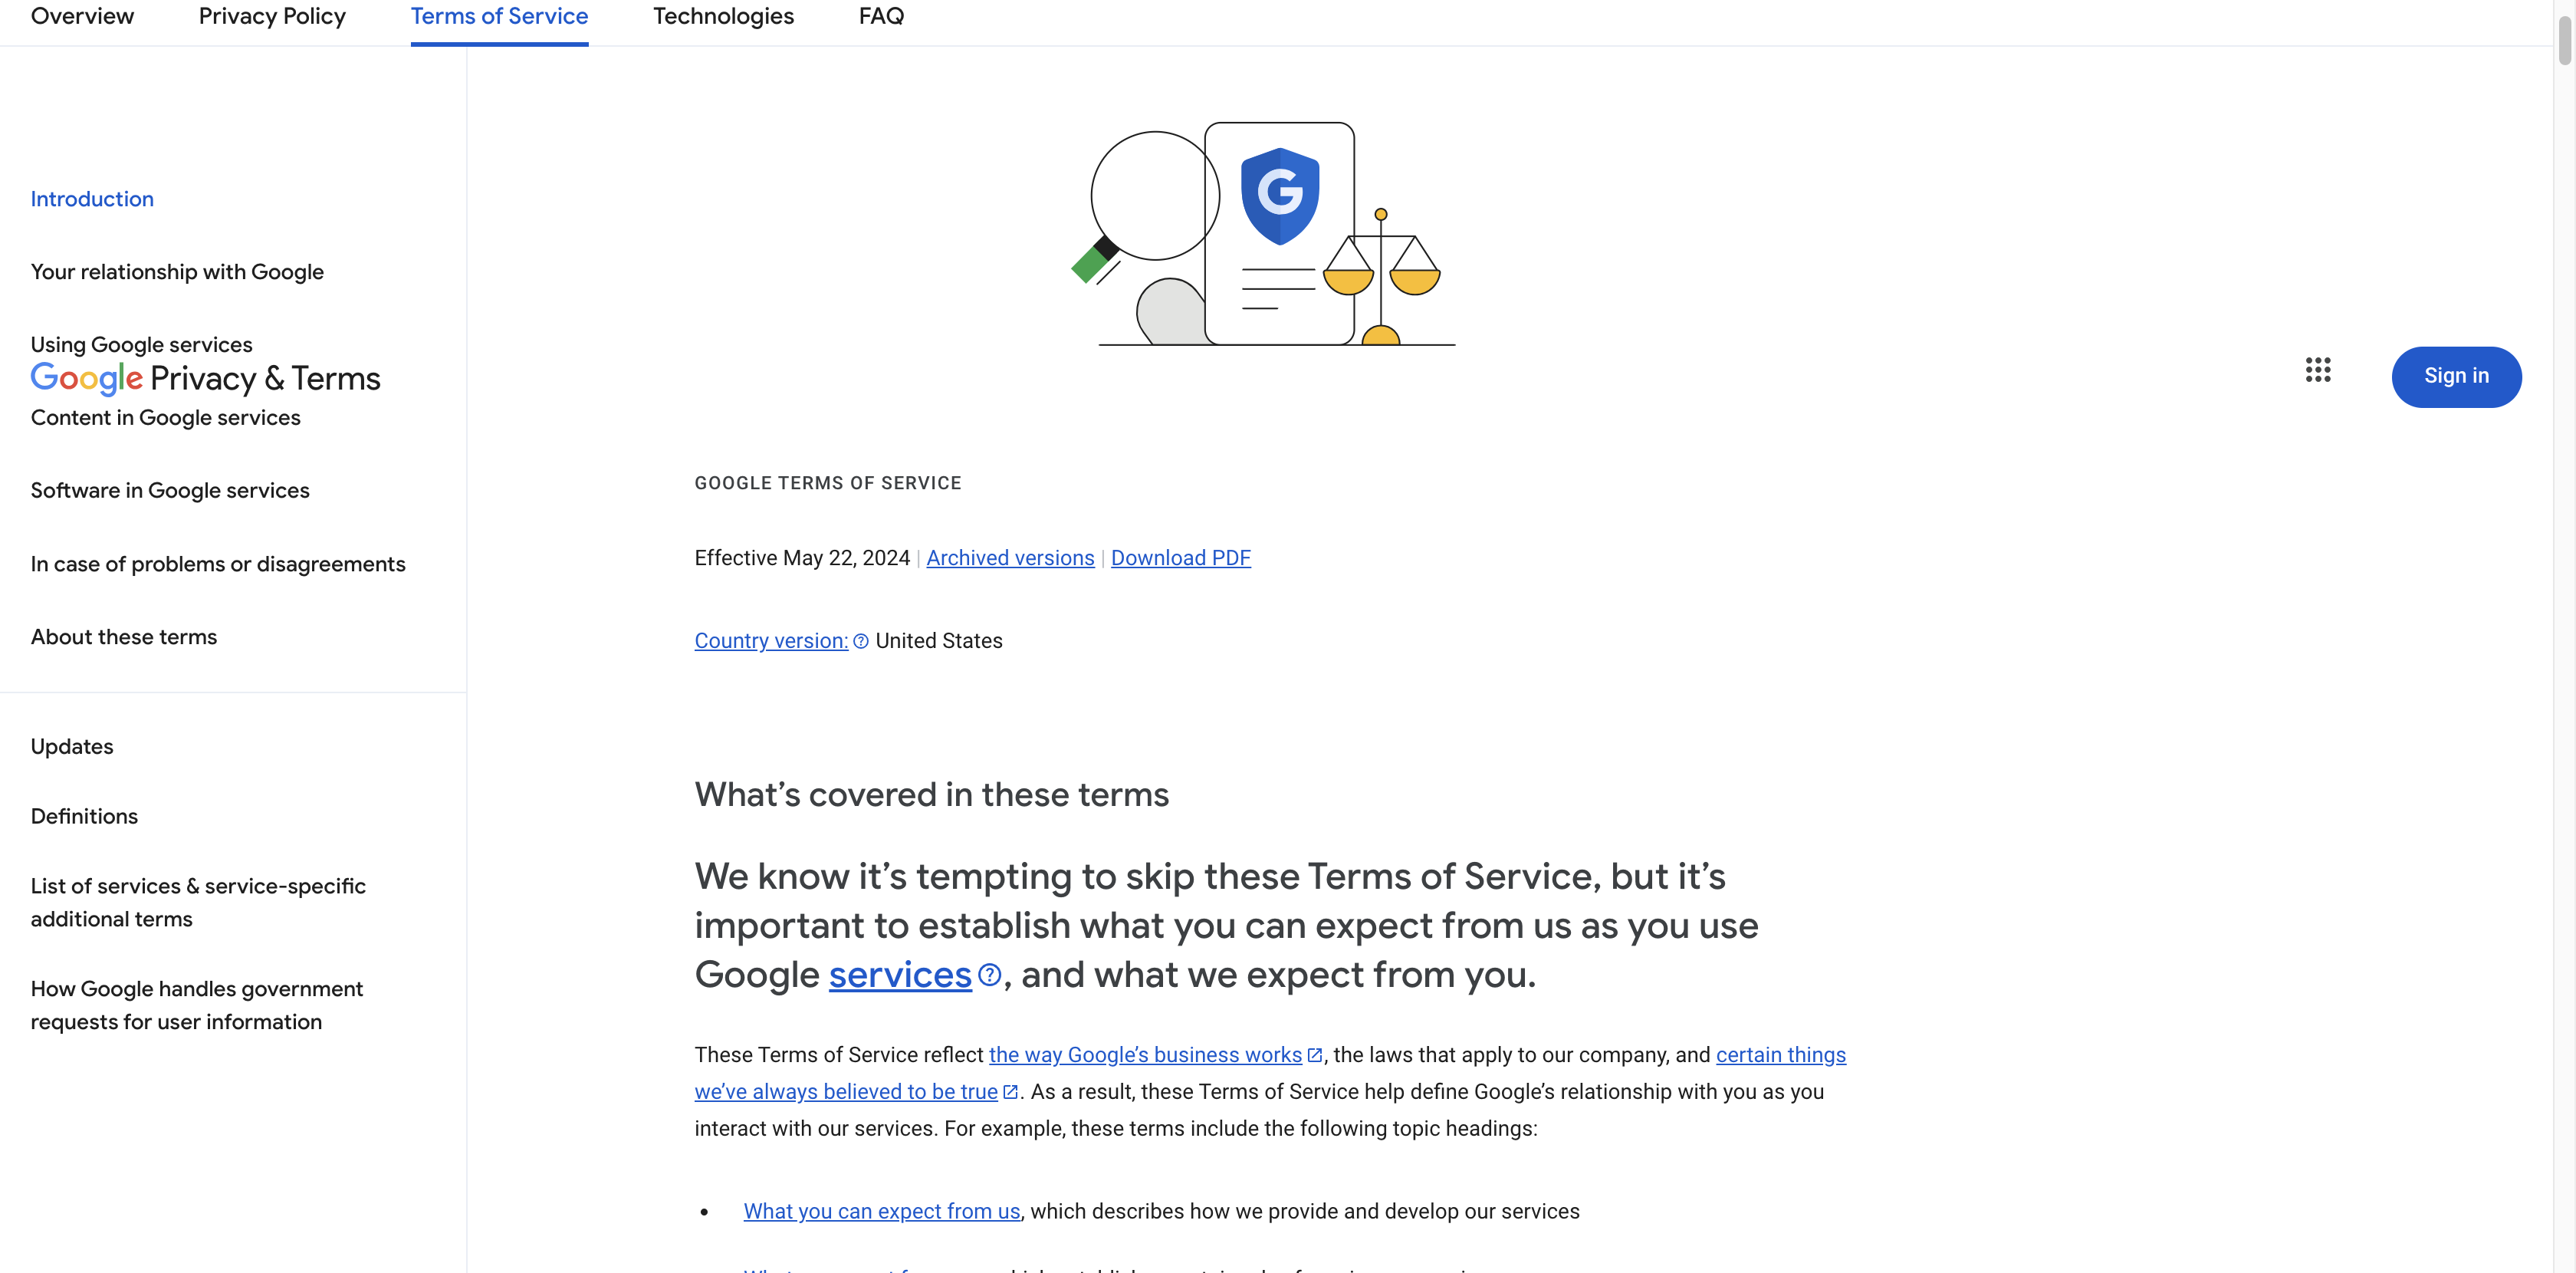 Overview Privacy Policy Terms of Service Technologies FAQ
Introduction
Your relationship with Google
Using Google services
Google Privacy & Terms
Sign in
Content in Google services
Software in Google services
In case of problems or disagreements
About these terms
Updates
Definitions
List of services & service-specific
additional terms
How Google handles government
requests for user information
G
GOOGLE TERMS OF SERVICE
Effective May 22, 2024 | Archived versions | Download PDF
Country version: United States
What’s covered in these terms
We know it’s tempting to skip these Terms of Service, but it’s
important to establish what you can expect from us as you use
Google services, and what we expect from you.
These Terms of Service reflect the way Google’s business works, the laws that apply to our company, and certain things
we’ve always believed to be true. As a result, these Terms of Service help define Google’s relationship with you as you
interact with our services. For example, these terms include the following topic headings:
• What you can expect from us, which describes how we provide and develop our services